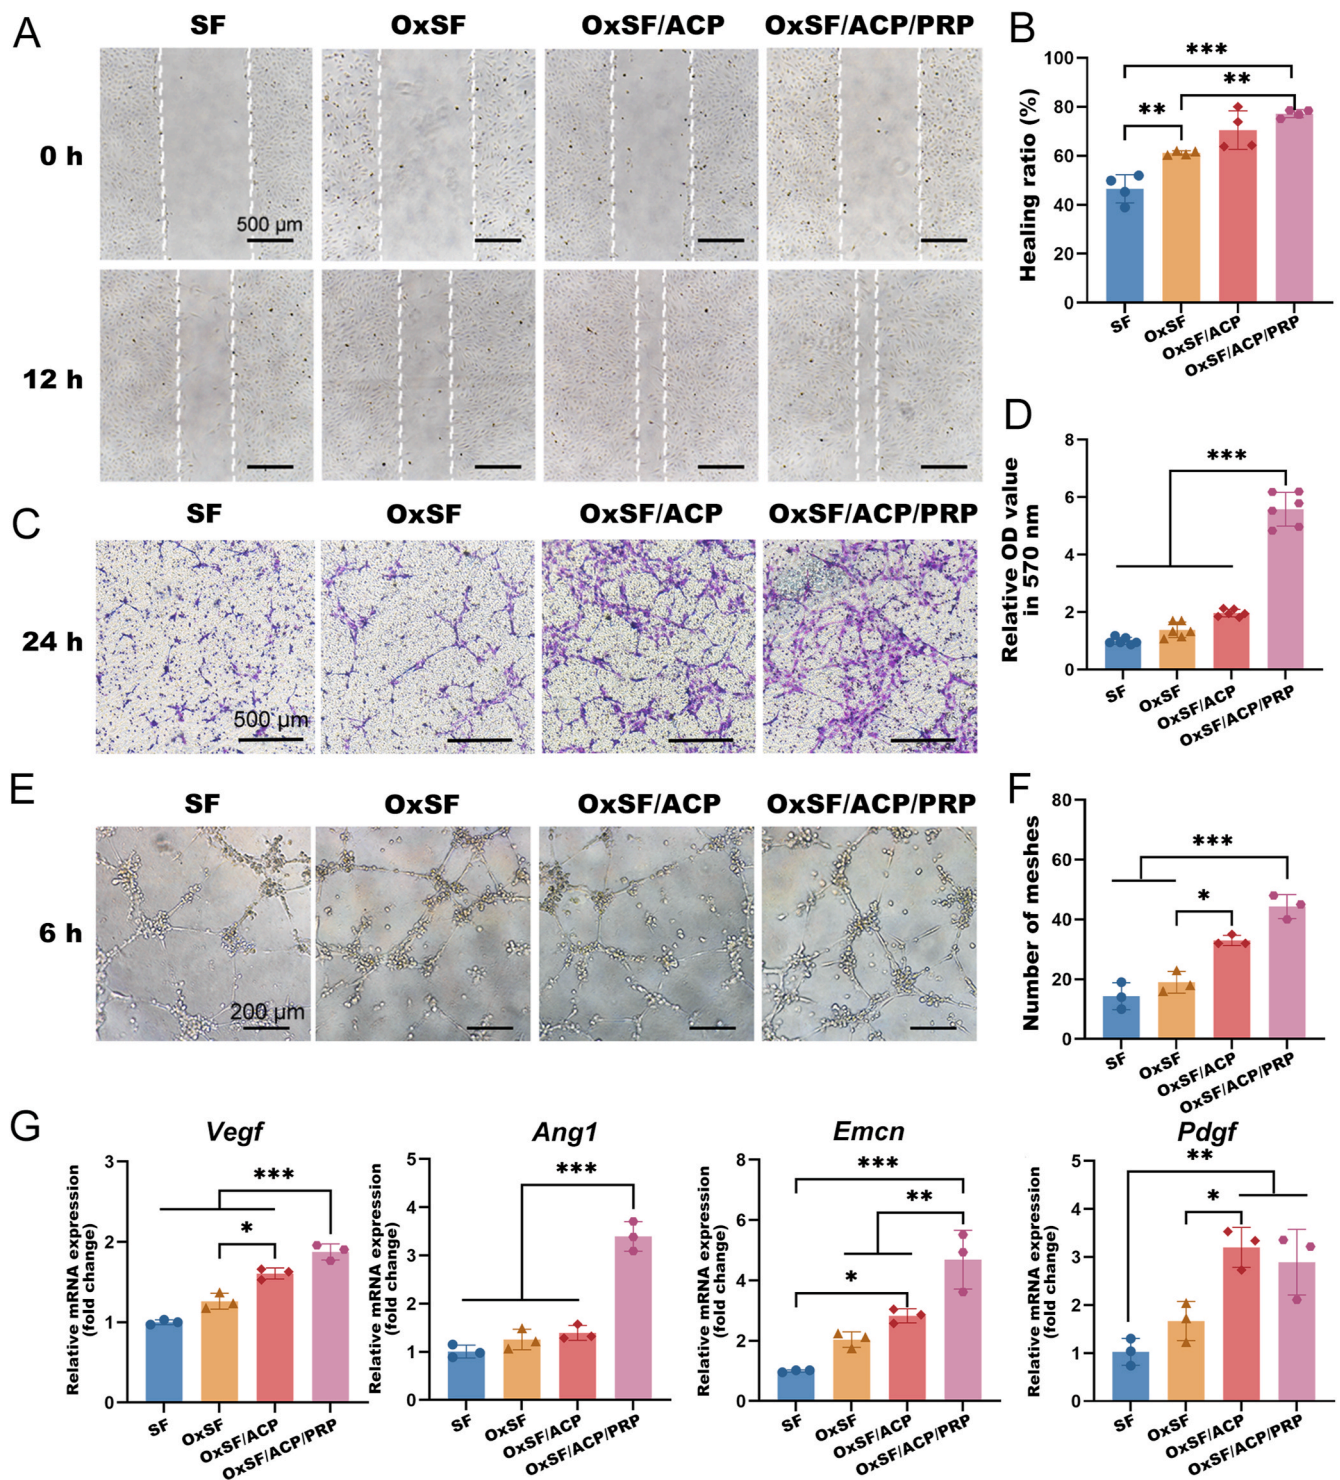 A
SF OxSF OxSF/ACP OxSF/ACP/PRP
0 h
500 µm
12 h
B
Healing ratio (%)
100
80
60
40
20
0
***
**
**
SF OxSF OxSF/ACP OxSF/ACP/PRP
C
SF OxSF OxSF/ACP OxSF/ACP/PRP
24 h
500 µm
D
Relative OD value
in 570 nm
8
6
4
2
0
***
SF OxSF OxSF/ACP OxSF/ACP/PRP
E
SF OxSF OxSF/ACP OxSF/ACP/PRP
6 h
200 µm
F
Number of meshes
80
60
40
20
0
***
*
SF OxSF OxSF/ACP OxSF/ACP/PRP
G
Vegf
Relative mRNA expression
(fold change)
3
2
1
0
***
*
SF OxSF OxSF/ACP OxSF/ACP/PRP
Ang1
Relative mRNA expression
(fold change)
5
4
3
2
1
0
***
SF OxSF OxSF/ACP OxSF/ACP/PRP
Emcn
Relative mRNA expression
(fold change)
8
6
4
2
0
***
**
*
SF OxSF OxSF/ACP OxSF/ACP/PRP
Pdgf
Relative mRNA expression
(fold change)
5
4
3
2
1
0
**
*
SF OxSF OxSF/ACP OxSF/ACP/PRP